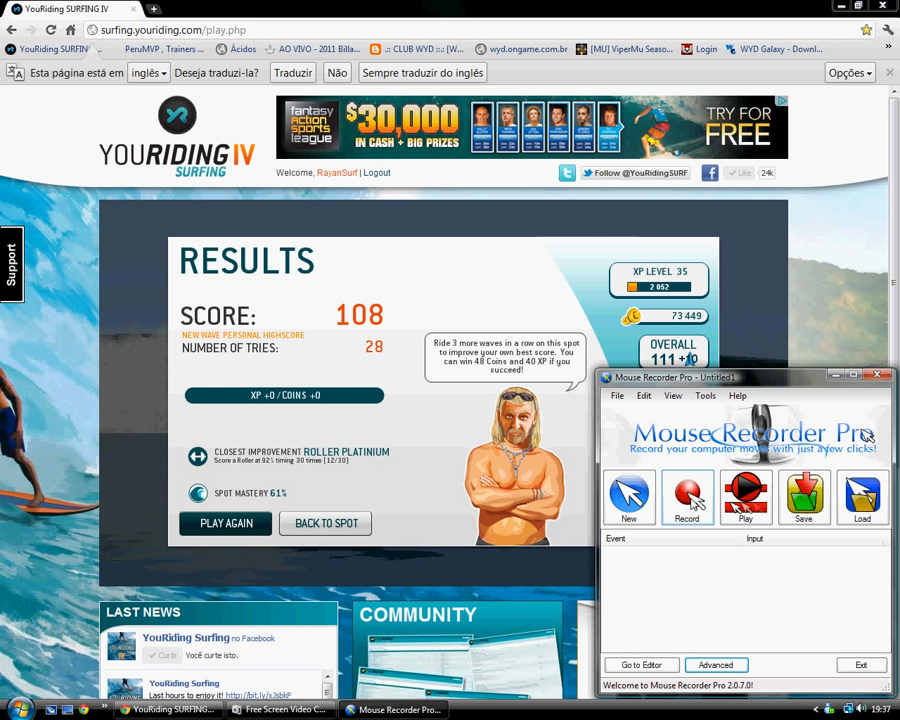 YouRiding SURFING IV
surfing.youriding.com/play.php
YouRiding SURFIN
PeruMVP , Trainers ...
Ácidos
AO VIVO - 2011 Billa...
.:: CLUB WYD ::.[W...
wyd.ongame.com.br
[MU] ViperMu Seaso...
Login
WYD Galaxy - Downl...
Esta página está em
inglês
Deseja traduzi-la?
Traduzir
Não
Sempre traduzir do inglês
Opções
YOURIDING IV
SURFING
fantasy
action
sports
league
$30,000
IN CASH + BIG PRIZES
TRY FOR
FREE
Welcome, RayanSurf | Logout
Follow @YouRidingSURF
Like
24k
Support
RESULTS
SCORE: 108
NEW WAVE PERSONAL HIGHSCORE
NUMBER OF TRIES: 28
XP +0 / COINS +0
CLOSEST IMPROVEMENT ROLLER PLATINIUM
Score a Roller at 92% timing 30 times [12/30]
SPOT MASTERY 61%
PLAY AGAIN
BACK TO SPOT
Ride 3 more waves in a row on this spot
to improve your own best score. You
can win 48 Coins and 40 XP if you
succeed!
XP LEVEL 35
2 052
73 449
OVERALL
111
Mouse Recorder Pro - Untitled1
File Edit View Tools Help
Mouse Recorder Pro
Record your computer moves with just a few clicks!
New
Record
Play
Save
Load
Event
Input
Go to Editor
Advanced
Exit
Welcome to Mouse Recorder Pro 2.0.7.0!
LAST NEWS
YouRiding Surfing no Facebook
Curtir
Você curte isto.
YouRiding Surfing
Last hours to enjoy it! http://bit.ly/xJsbkF
COMMUNITY
YouRiding SURFING...
Free Screen Video C...
Mouse Recorder Pro...
19:37